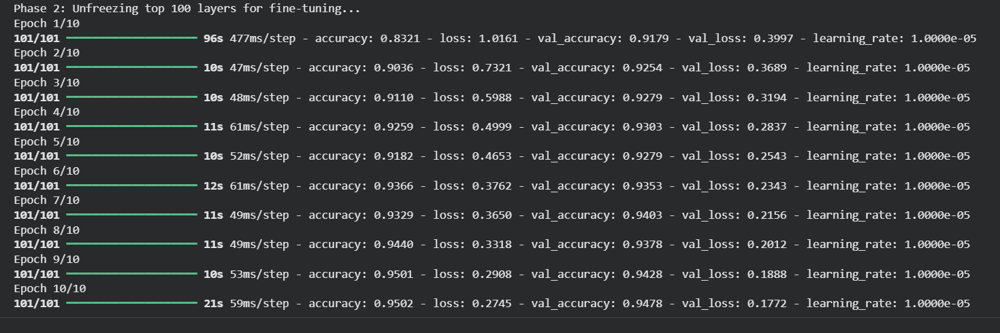 Phase 2: Unfreezing top 100 layers for fine-tuning...
Epoch 1/10
101/101 ━━━━━━━━━━━━━━━━━━━━ 96s 477ms/step - accuracy: 0.8321 - loss: 1.0161 - val_accuracy: 0.9179 - val_loss: 0.3997 - learning_rate: 1.0000e-05
Epoch 2/10
101/101 ━━━━━━━━━━━━━━━━━━━━ 10s 47ms/step - accuracy: 0.9036 - loss: 0.7321 - val_accuracy: 0.9254 - val_loss: 0.3689 - learning_rate: 1.0000e-05
Epoch 3/10
101/101 ━━━━━━━━━━━━━━━━━━━━ 10s 48ms/step - accuracy: 0.9110 - loss: 0.5988 - val_accuracy: 0.9279 - val_loss: 0.3194 - learning_rate: 1.0000e-05
Epoch 4/10
101/101 ━━━━━━━━━━━━━━━━━━━━ 11s 61ms/step - accuracy: 0.9259 - loss: 0.4999 - val_accuracy: 0.9303 - val_loss: 0.2837 - learning_rate: 1.0000e-05
Epoch 5/10
101/101 ━━━━━━━━━━━━━━━━━━━━ 10s 52ms/step - accuracy: 0.9182 - loss: 0.4653 - val_accuracy: 0.9279 - val_loss: 0.2543 - learning_rate: 1.0000e-05
Epoch 6/10
101/101 ━━━━━━━━━━━━━━━━━━━━ 12s 61ms/step - accuracy: 0.9366 - loss: 0.3762 - val_accuracy: 0.9353 - val_loss: 0.2343 - learning_rate: 1.0000e-05
Epoch 7/10
101/101 ━━━━━━━━━━━━━━━━━━━━ 11s 49ms/step - accuracy: 0.9329 - loss: 0.3650 - val_accuracy: 0.9403 - val_loss: 0.2156 - learning_rate: 1.0000e-05
Epoch 8/10
101/101 ━━━━━━━━━━━━━━━━━━━━ 11s 49ms/step - accuracy: 0.9440 - loss: 0.3318 - val_accuracy: 0.9378 - val_loss: 0.2012 - learning_rate: 1.0000e-05
Epoch 9/10
101/101 ━━━━━━━━━━━━━━━━━━━━ 10s 53ms/step - accuracy: 0.9501 - loss: 0.2908 - val_accuracy: 0.9428 - val_loss: 0.1888 - learning_rate: 1.0000e-05
Epoch 10/10
101/101 ━━━━━━━━━━━━━━━━━━━━ 21s 59ms/step - accuracy: 0.9502 - loss: 0.2745 - val_accuracy: 0.9478 - val_loss: 0.1772 - learning_rate: 1.0000e-05